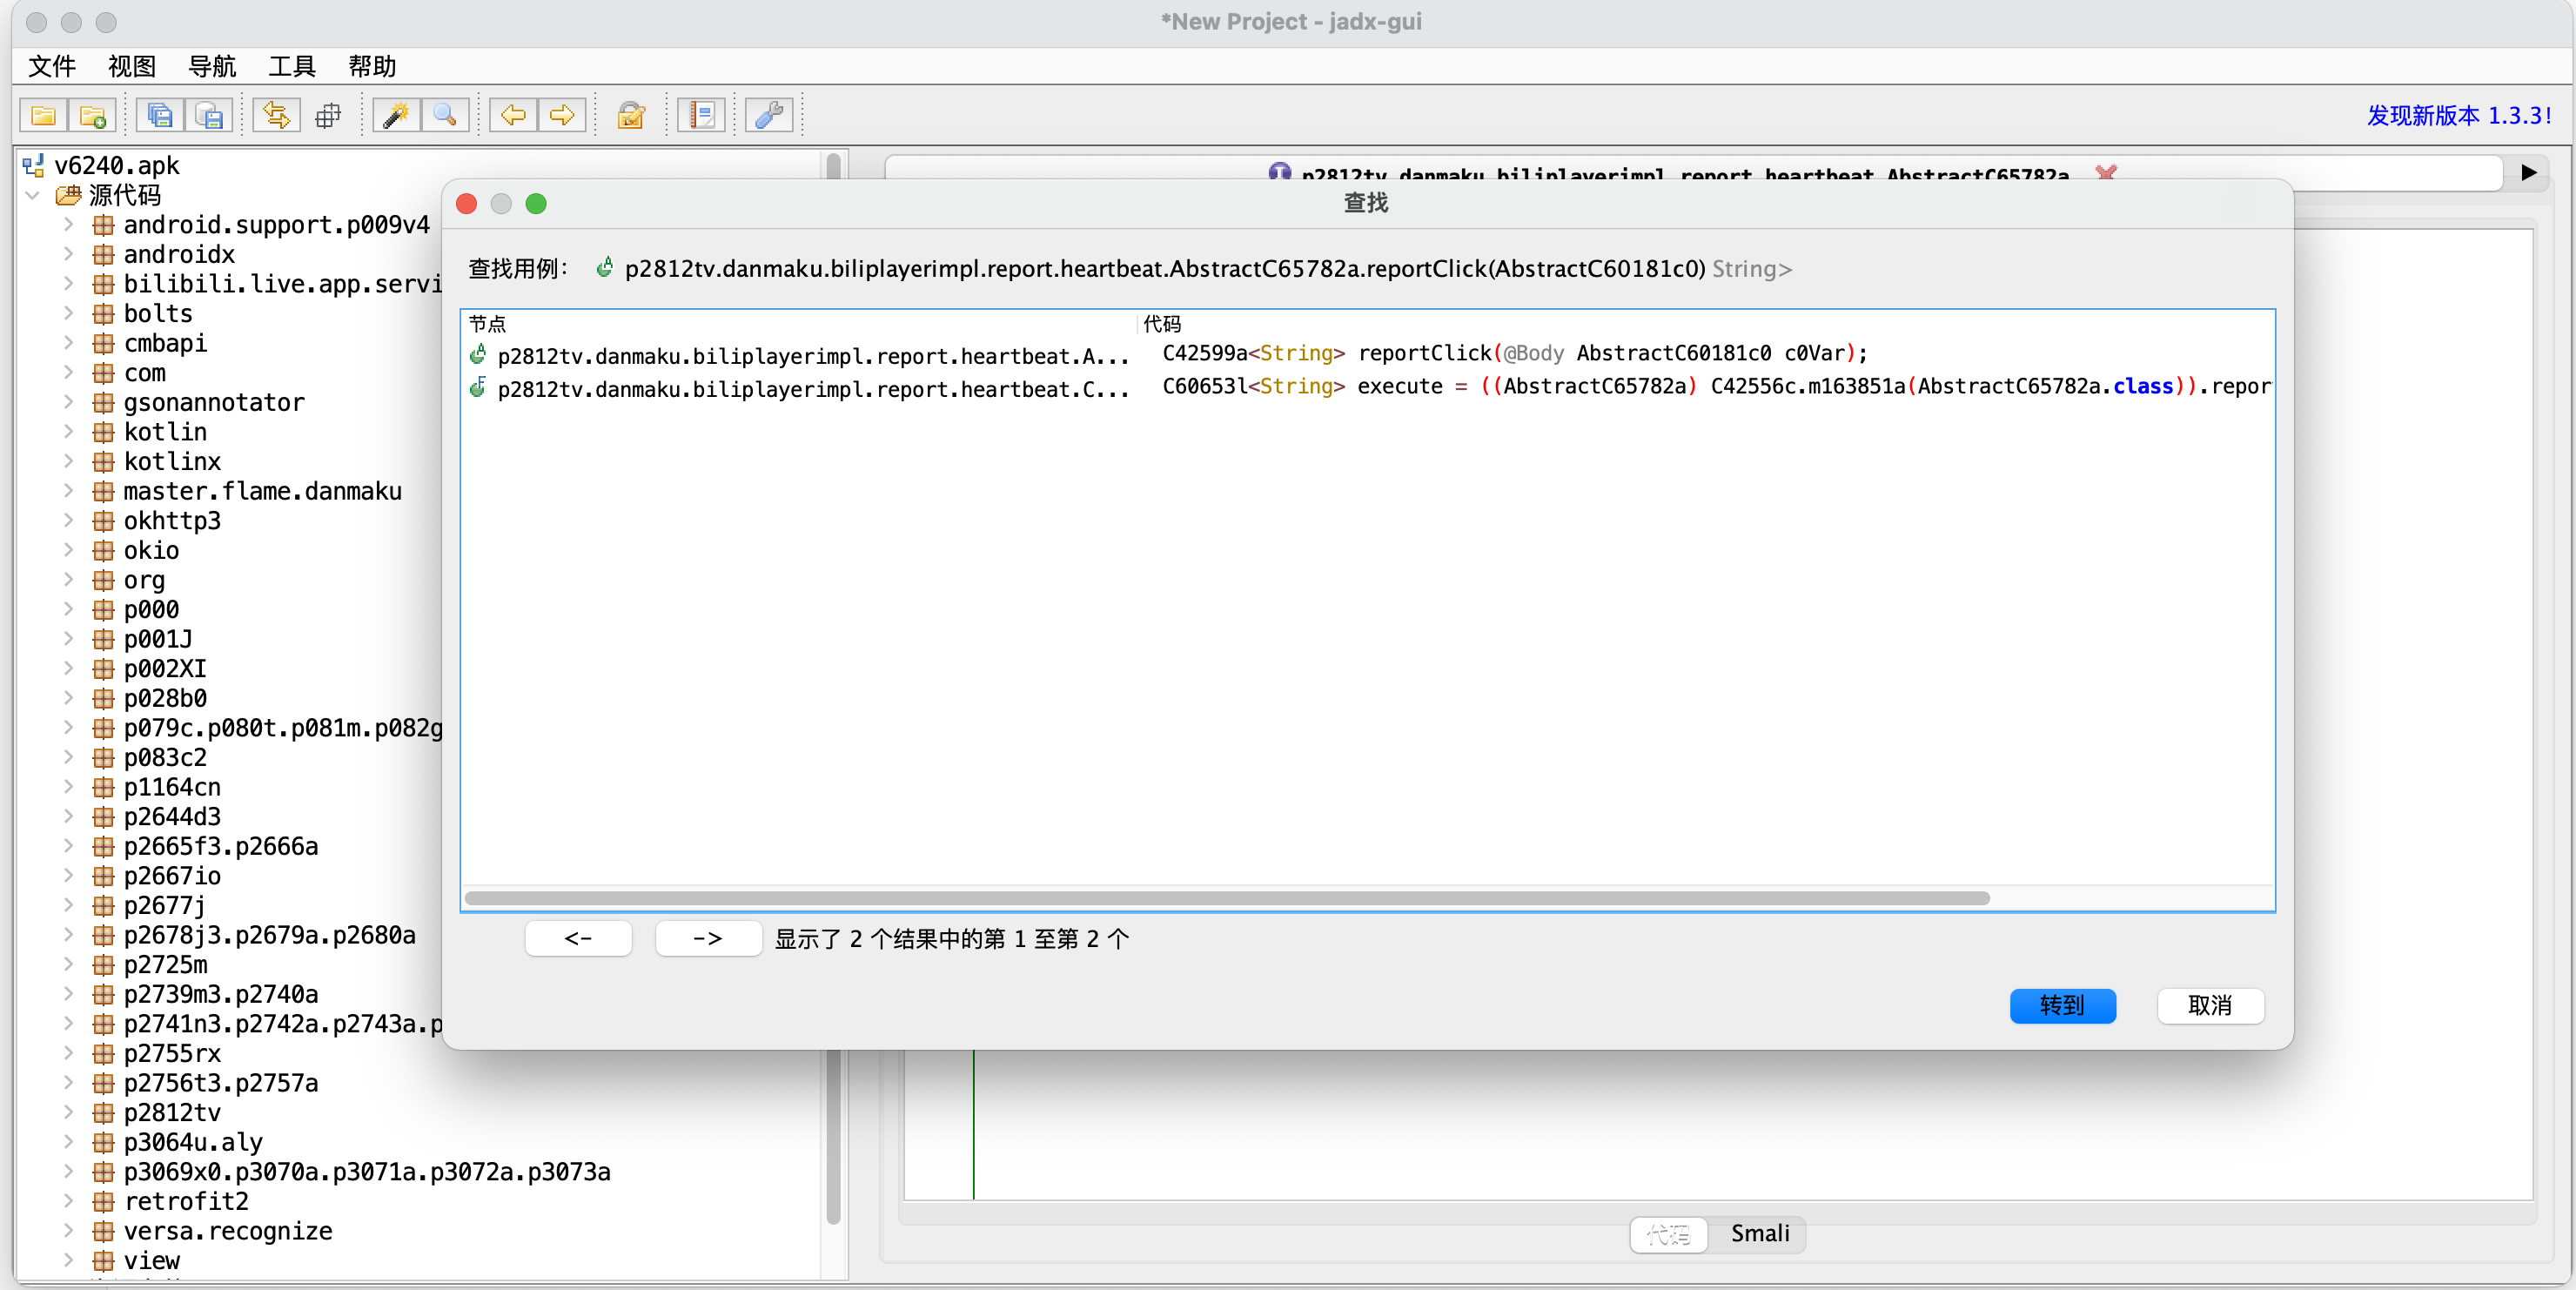 *New Project - jadx-gui
文件 视图 导航 工具 帮助
发现新版本 1.3.3!
v6240.apk
源代码
android.support.p009v4
androidx
bilibili.live.app.servi
bolts
cmbapi
com
gsonannotator
kotlin
kotlinx
master.flame.danmaku
okhttp3
okio
org
p000
p001J
p002XI
p028b0
p079c.p080t.p081m.p082g
p083c2
p1164cn
p2644d3
p2665f3.p2666a
p2667io
p2677j
p2678j3.p2679a.p2680a
p2725m
p2739m3.p2740a
p2741n3.p2742a.p2743a.p
p2755rx
p2756t3.p2757a
p2812tv
p3064u.aly
p3069x0.p3070a.p3071a.p3072a.p3073a
retrofit2
versa.recognize
view
p2812tv.danmaku.biliplayerimpl.report.heartbeat.AbstractC65782a
查找
查找用例： p2812tv.danmaku.biliplayerimpl.report.heartbeat.AbstractC65782a.reportClick(AbstractC60181c0) String>
节点 代码
p2812tv.danmaku.biliplayerimpl.report.heartbeat.A... C42599a<String> reportClick(@Body AbstractC60181c0 c0Var);
p2812tv.danmaku.biliplayerimpl.report.heartbeat.C... C60653l<String> execute = ((AbstractC65782a) C42556c.m163851a(AbstractC65782a.class)).repor
<- -> 显示了 2 个结果中的第 1 至第 2 个
转到 取消
代码 Smali